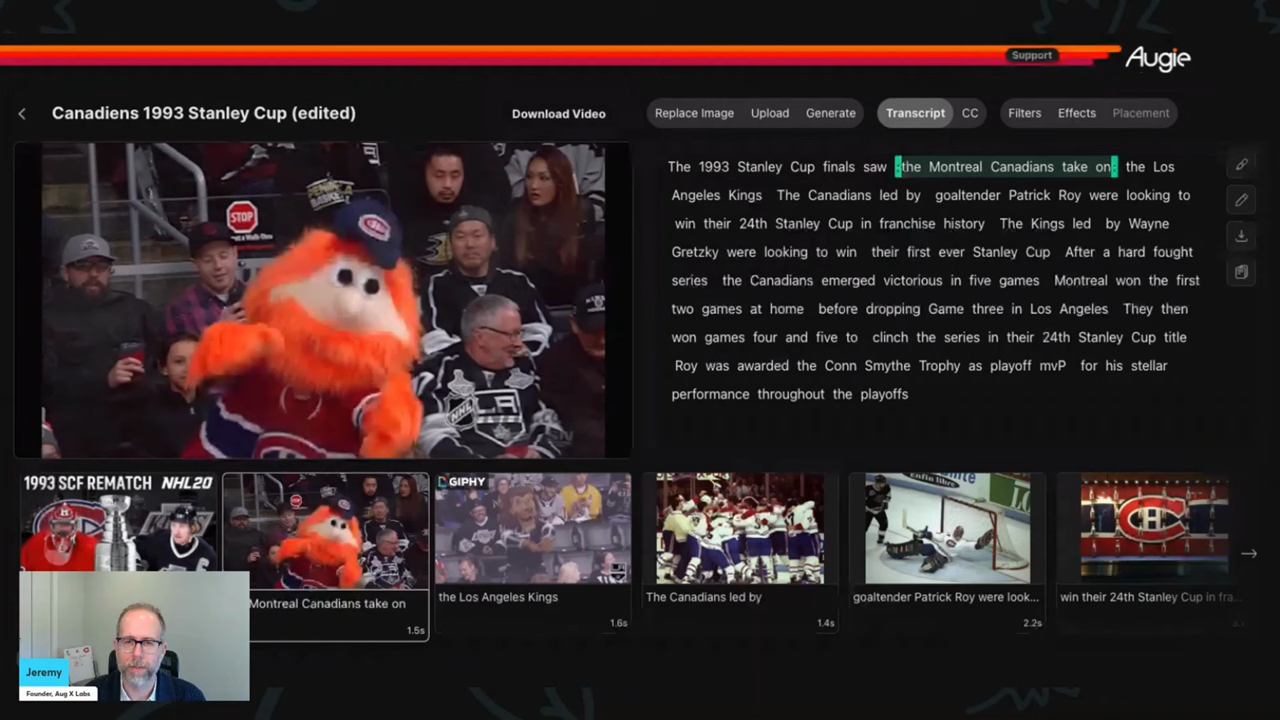 Support
Augie
Canadiens 1993 Stanley Cup (edited)
Download Video
Replace Image Upload Generate
Transcript CC
Filters Effects Placement
The 1993 Stanley Cup finals saw the Montreal Canadians take on the Los
Angeles Kings The Canadians led by goaltender Patrick Roy were looking to
win their 24th Stanley Cup in franchise history The Kings led by Wayne
Gretzky were looking to win their first ever Stanley Cup After a hard fought
series the Canadians emerged victorious in five games Montreal won the first
two games at home before dropping Game three in Los Angeles They then
won games four and five to clinch the series in their 24th Stanley Cup title
Roy was awarded the Conn Smythe Trophy as playoff mvP for his stellar
performance throughout the playoffs
STOP
NHL
LA
1993 SCF REMATCH NHL20
GIPHY
enfin libre
Montreal Canadians take on
1.5s
the Los Angeles Kings
1.6s
The Canadians led by
1.4s
goaltender Patrick Roy were look...
2.2s
win their 24th Stanley Cup in fra...
Jeremy
Founder, Aug X Labs